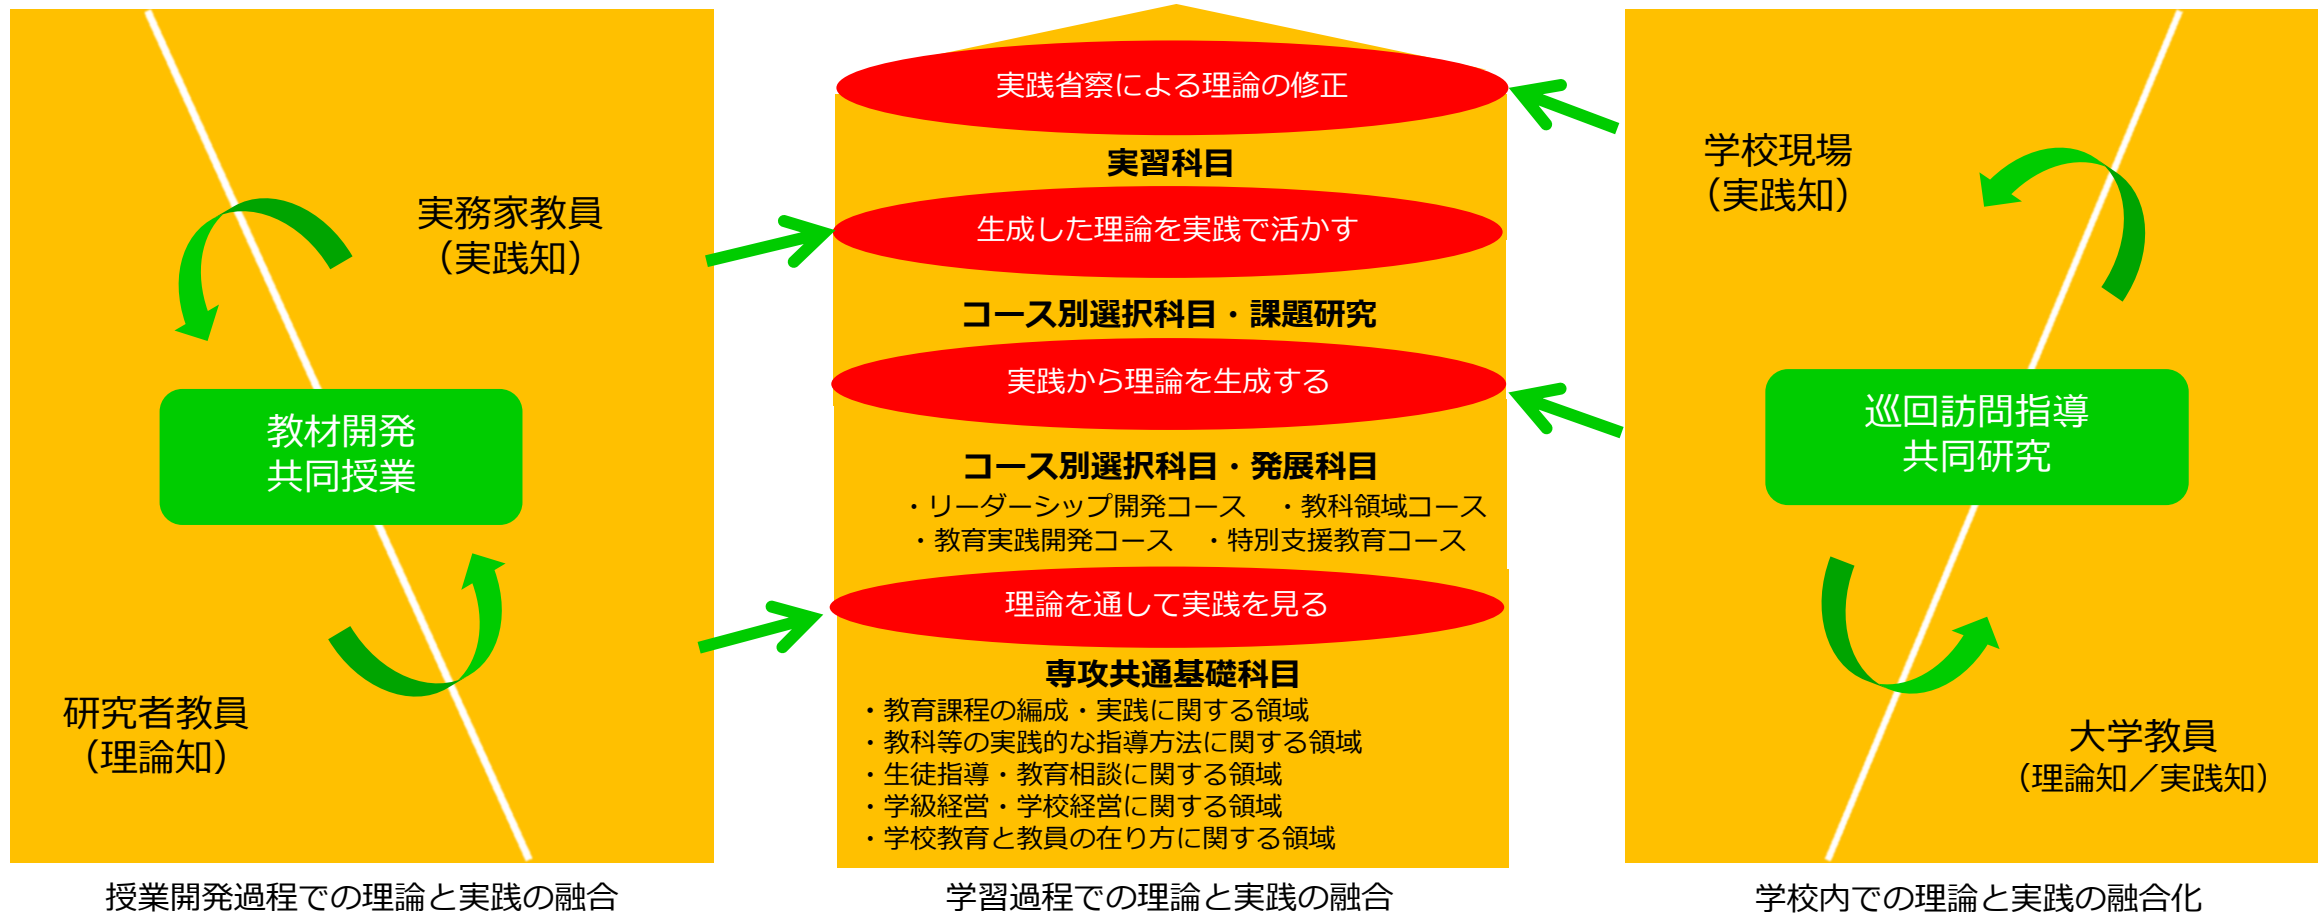 実務家教員
（実践知）
教材開発
共同授業
研究者教員
（理論知）
授業開発過程での理論と実践の融合
実践省察による理論の修正
実習科目
生成した理論を実践で活かす
コース別選択科目・課題研究
実践から理論を生成する
コース別選択科目・発展科目
・リーダーシップ開発コース　・教科領域コース
・教育実践開発コース　・特別支援教育コース
理論を通して実践を見る
専攻共通基礎科目
・教育課程の編成・実践に関する領域
・教科等の実践的な指導方法に関する領域
・生徒指導・教育相談に関する領域
・学級経営・学校経営に関する領域
・学校教育と教員の在り方に関する領域
学習過程での理論と実践の融合
学校現場
（実践知）
巡回訪問指導
共同研究
大学教員
（理論知／実践知）
学校内での理論と実践の融合化